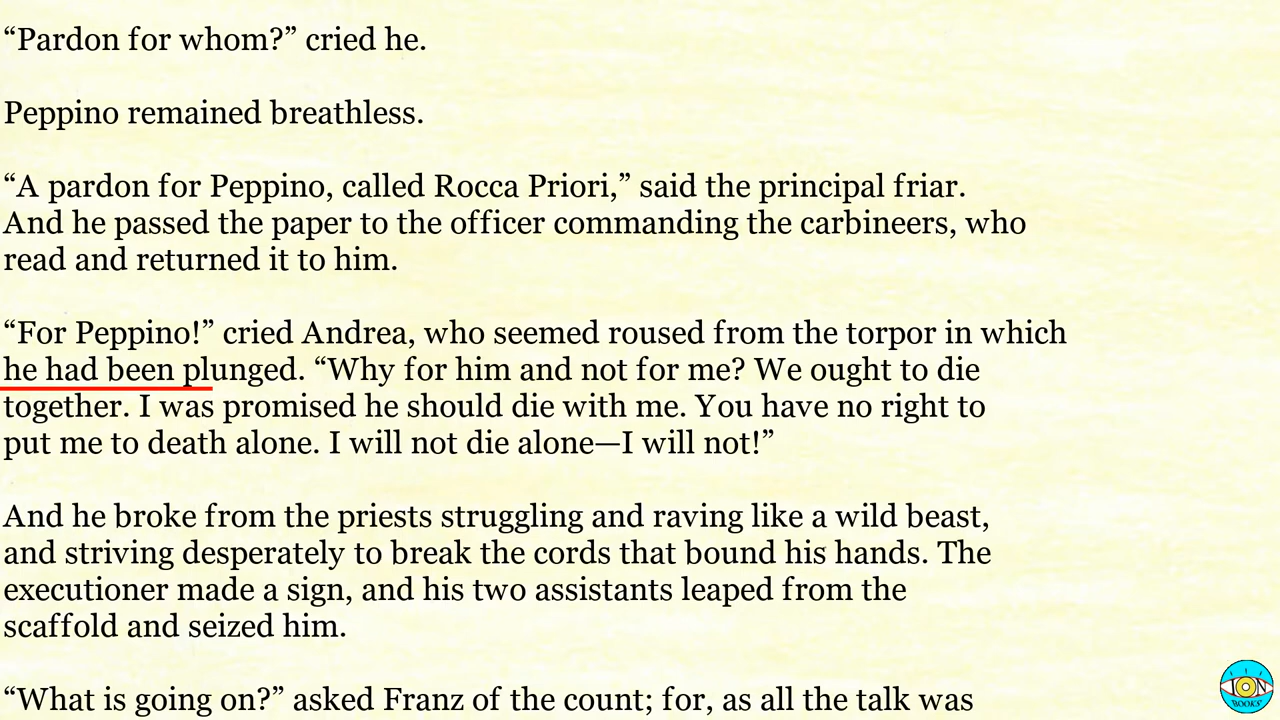 “Pardon for whom?” cried he.
Peppino remained breathless.
“A pardon for Peppino, called Rocca Priori,” said the principal friar.
And he passed the paper to the officer commanding the carbineers, who
read and returned it to him.
“For Peppino!” cried Andrea, who seemed roused from the torpor in which
he had been plunged. “Why for him and not for me? We ought to die
together. I was promised he should die with me. You have no right to
put me to death alone. I will not die alone—I will not!”
And he broke from the priests struggling and raving like a wild beast,
and striving desperately to break the cords that bound his hands. The
executioner made a sign, and his two assistants leaped from the
scaffold and seized him.
“What is going on?” asked Franz of the count; for, as all the talk was
ION
BOOKS